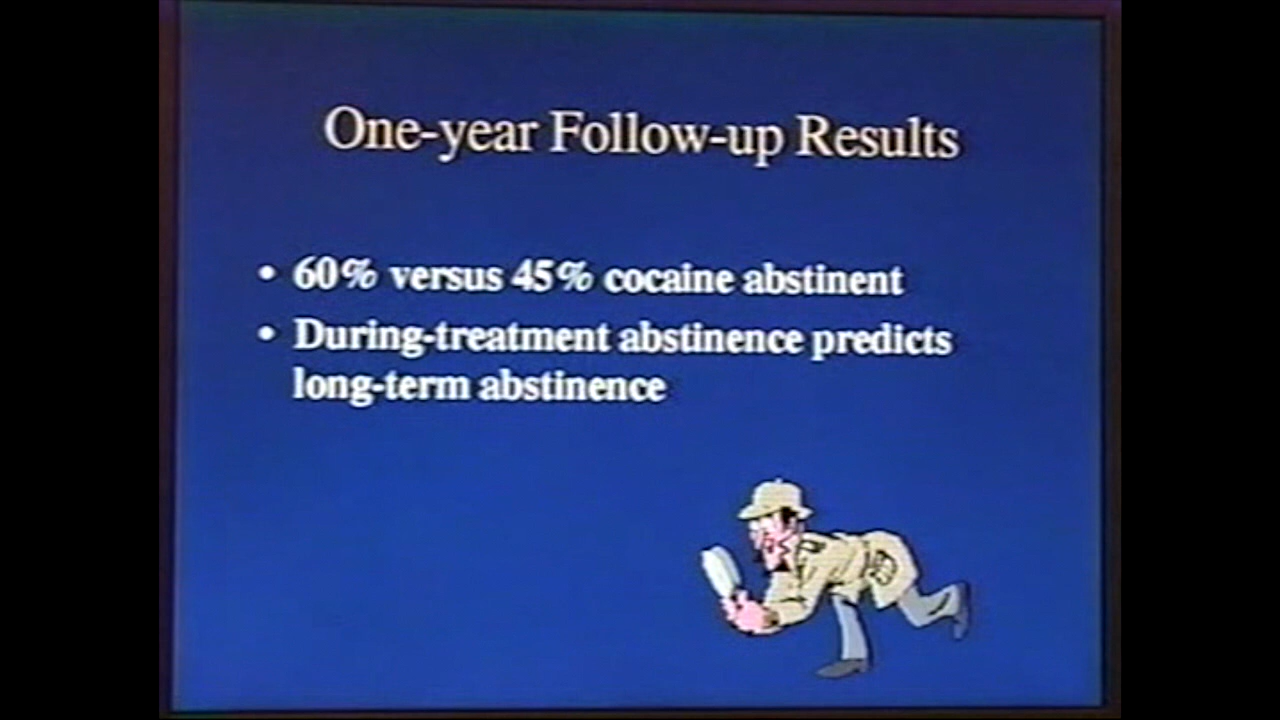 One-year Follow-up Results
• 60% versus 45% cocaine abstinent
• During-treatment abstinence predicts
long-term abstinence